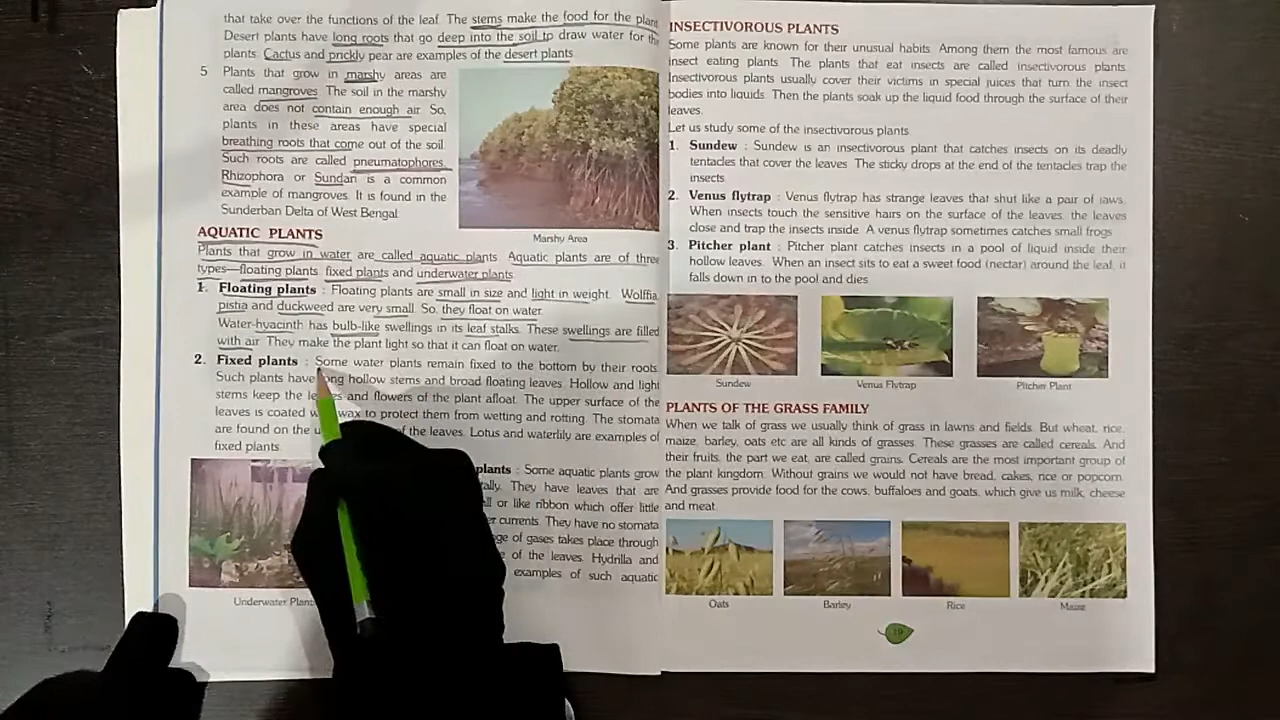 that take over the functions of the leaf. The stems make the food for the plant
Desert plants have long roots that go deep into the soil to draw water for the
plants. Cactus and prickly pear are examples of the desert plants
5 Plants that grow in marshy areas are
called mangroves. The soil in the marshy
area does not contain enough air. So,
plants in these areas have special
breathing roots that come out of the soil.
Such roots are called pneumatophores.
Rhizophora or Sundari is a common
example of mangroves. It is found in the
Sunderban Delta of West Bengal
Marshy Area
AQUATIC PLANTS
Plants that grow in water are called aquatic plants. Aquatic plants are of three
types—floating plants, fixed plants and underwater plants.
1. Floating plants : Floating plants are small in size and light in weight. Wolffia,
pistia and duckweed are very small. So, they float on water.
Water-hyacinth has bulb-like swellings in its leaf stalks. These swellings are filled
with air. They make the plant light so that it can float on water.
2. Fixed plants : Some water plants remain fixed to the bottom by their roots.
Such plants have long hollow stems and broad floating leaves. Hollow and light
stems keep the and flowers of the plant afloat. The upper surface of the
leaves is coated wax to protect them from wetting and rotting. The stomata
are found on the of the leaves. Lotus and waterlily are examples of
fixed plants.
plants : Some aquatic plants grow
They have leaves that are
or like ribbon which offer little
currents. They have no stomata
of gases takes place through
of the leaves. Hydrilla and
examples of such aquatic
Underwater Plant
INSECTIVOROUS PLANTS
Some plants are known for their unusual habits. Among them the most famous are
insect eating plants. The plants that eat insects are called insectivorous plants.
Insectivorous plants usually cover their victims in special juices that turn the insect
bodies into liquids. Then the plants soak up the liquid food through the surface of their
leaves.
Let us study some of the insectivorous plants.
1. Sundew : Sundew is an insectivorous plant that catches insects on its deadly
tentacles that cover the leaves. The sticky drops at the end of the tentacles trap the
insects.
2. Venus flytrap : Venus flytrap has strange leaves that shut like a pair of jaws.
When insects touch the sensitive hairs on the surface of the leaves, the leaves
close and trap the insects inside. A venus flytrap sometimes catches small frogs.
3. Pitcher plant : Pitcher plant catches insects in a pool of liquid inside their
hollow leaves. When an insect sits to eat a sweet food (nectar) around the leaf, it
falls down in to the pool and dies.
Sundew Venus Flytrap Pitcher Plant
PLANTS OF THE GRASS FAMILY
When we talk of grass we usually think of grass in lawns and fields. But wheat, rice,
maize, barley, oats etc are all kinds of grasses. These grasses are called cereals. And
their fruits, the part we eat, are called grains. Cereals are the most important group of
the plant kingdom. Without grains we would not have bread, cakes, rice or popcorn.
And grasses provide food for the cows, buffaloes and goats, which give us milk, cheese
and meat.
Oats Barley Rice Maize
19